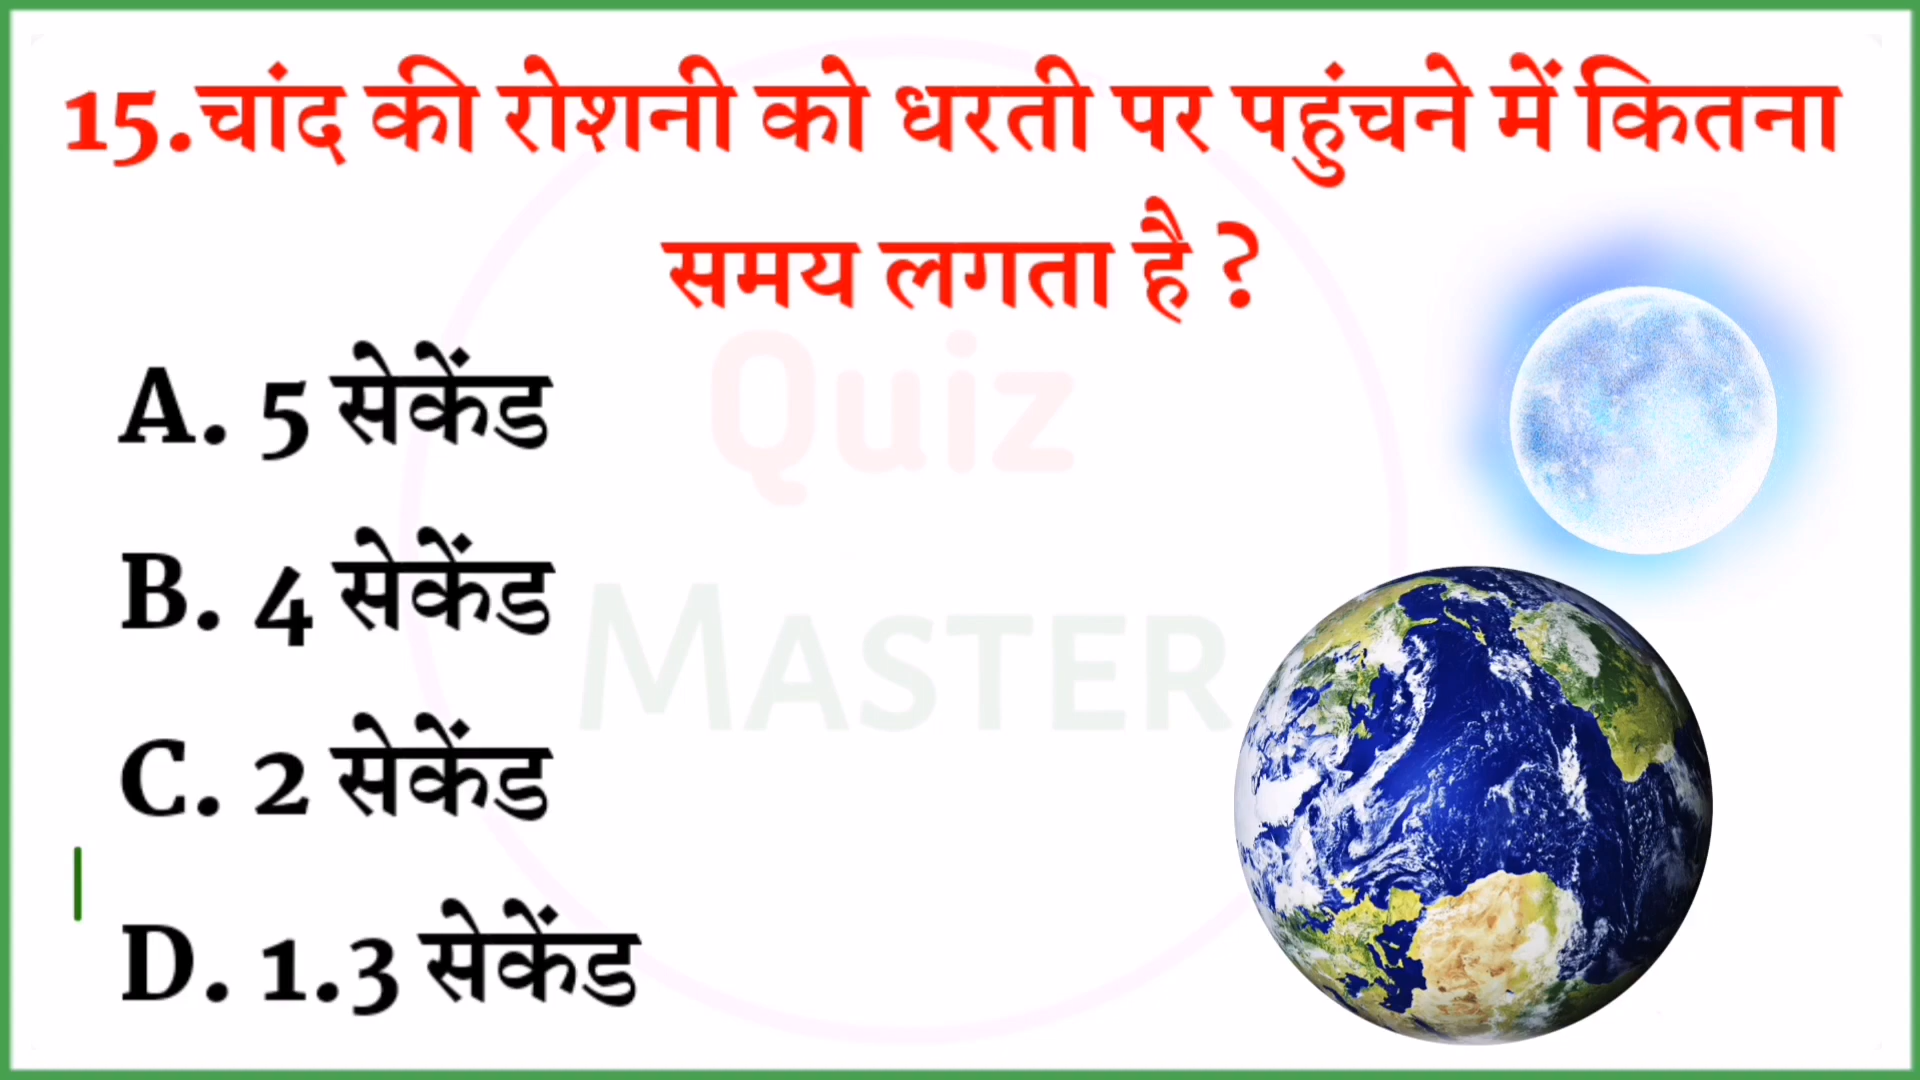 15.चांद की रोशनी को धरती पर पहुंचने में कितना
समय लगता है ?
A. 5 सेकेंड
B. 4 सेकेंड
C. 2 सेकेंड
D. 1.3 सेकेंड
Quiz
MASTER